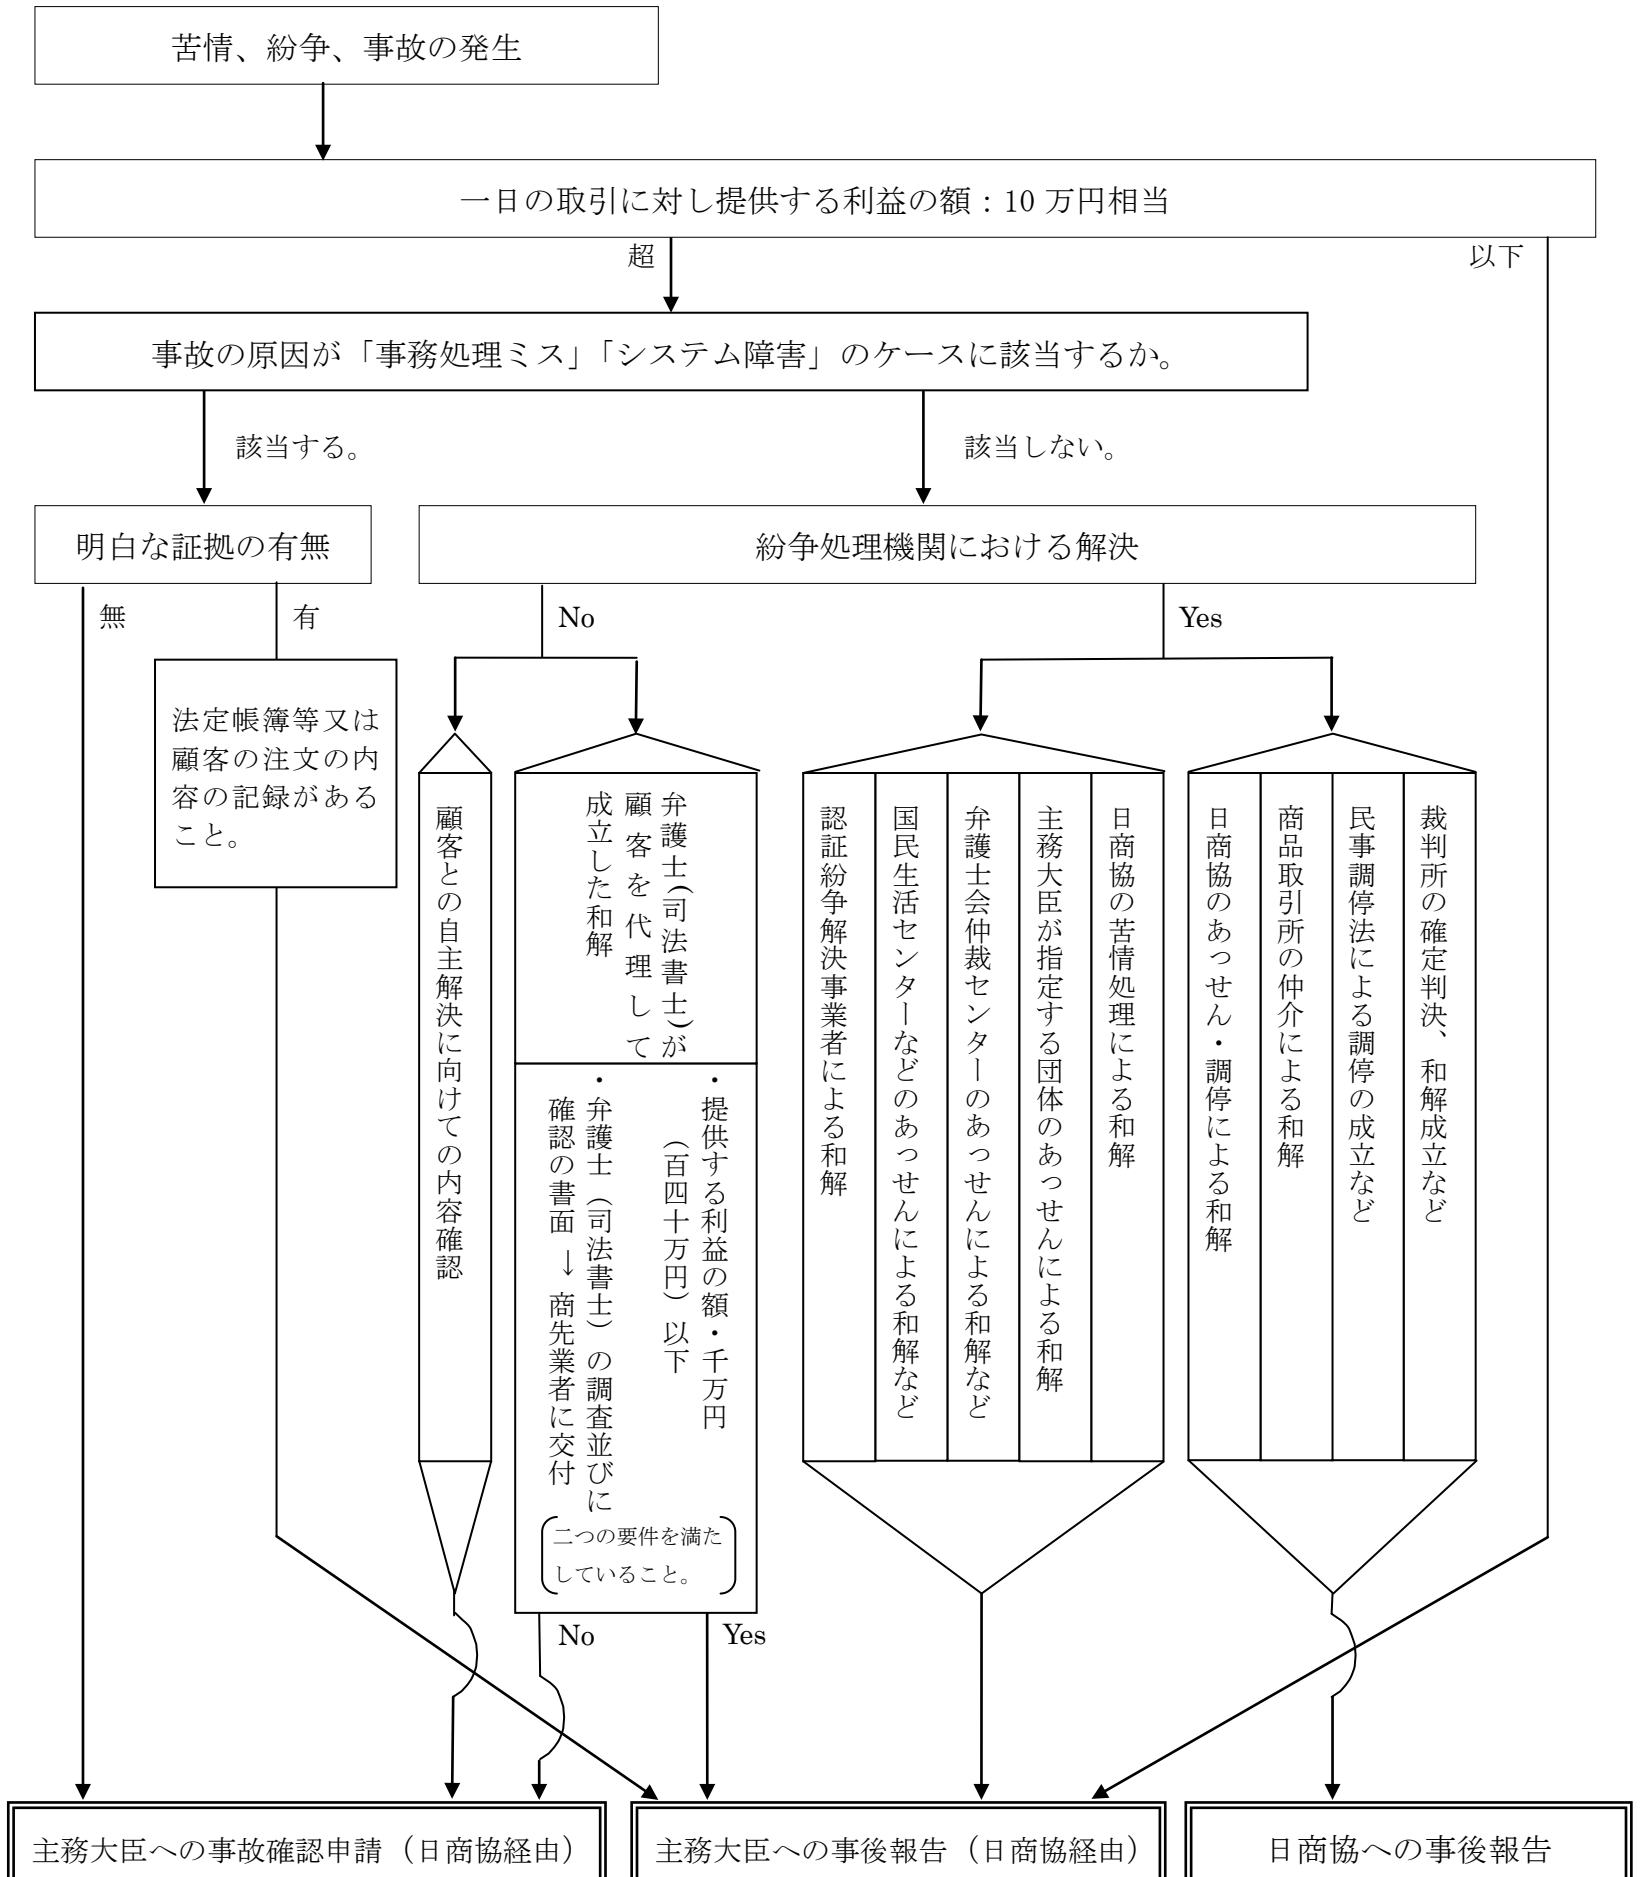 苦情、紛争、事故の発生
一日の取引に対し提供する利益の額：10 万円相当
超
以下
事故の原因が「事務処理ミス」「システム障害」のケースに該当するか。
該当する。
該当しない。
明白な証拠の有無
紛争処理機関における解決
無
有
No
Yes
法定帳簿等又は
顧客の注文の内
容の記録がある
こと。
顧客との自主解決に向けての内容確認
弁護士(司法書士)が
顧客を代理して
成立した和解
・提供する利益の額・千万円
（百四十万円）以下
・弁護士（司法書士）の調査並びに
確認の書面 → 商先業者に交付
二つの要件を満た
していること。
認証紛争解決事業者による和解
国民生活センターなどのあっせんによる和解など
弁護士会仲裁センターのあっせんによる和解など
主務大臣が指定する団体のあっせんによる和解
日商協の苦情処理による和解
日商協のあっせん・調停による和解
商品取引所の仲介による和解
民事調停法による調停の成立など
裁判所の確定判決、和解成立など
No
Yes
主務大臣への事故確認申請（日商協経由）
主務大臣への事後報告（日商協経由）
日商協への事後報告